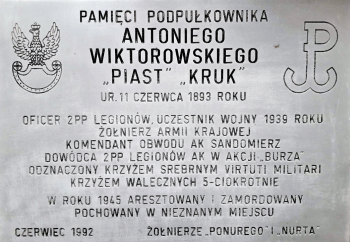 PAMIĘCI PODPUŁKOWNIKA
ANTONIEGO
WIKTOROWSKIEGO
„PIAST” „KRUK”
UR. 11 CZERWCA 1893 ROKU
OFICER 2PP LEGIONÓW, UCZESTNIK WOJNY 1939 ROKU
ŻOŁNIERZ ARMII KRAJOWEJ
KOMENDANT OBWODU AK SANDOMIERZ
DOWÓDCA 2PP LEGIONÓW AK W AKCJI „BURZA”
ODZNACZONY KRZYŻEM SREBRNYM VIRTUTI MILITARI
KRZYŻEM WALECZNYCH 5-CIOKROTNIE
W ROKU 1945 ARESZTOWANY I ZAMORDOWANY
POCHOWANY W NIEZNANYM MIEJSCU
CZERWIEC 1992 ŻOŁNIERZE „PONUREGO” I „NURTA”